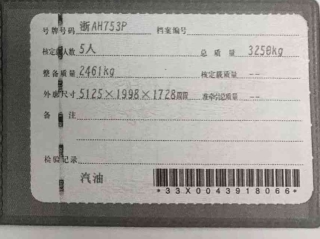 号牌号码 浙AH753P 档案编号
核定载人数 5人 总质量 3250kg
整备质量 2461kg 核定载质量 --
外廓尺寸 5125×1998×1728mm 准牵引总质量 --
备注
检验记录
汽油
*33X0043918066*